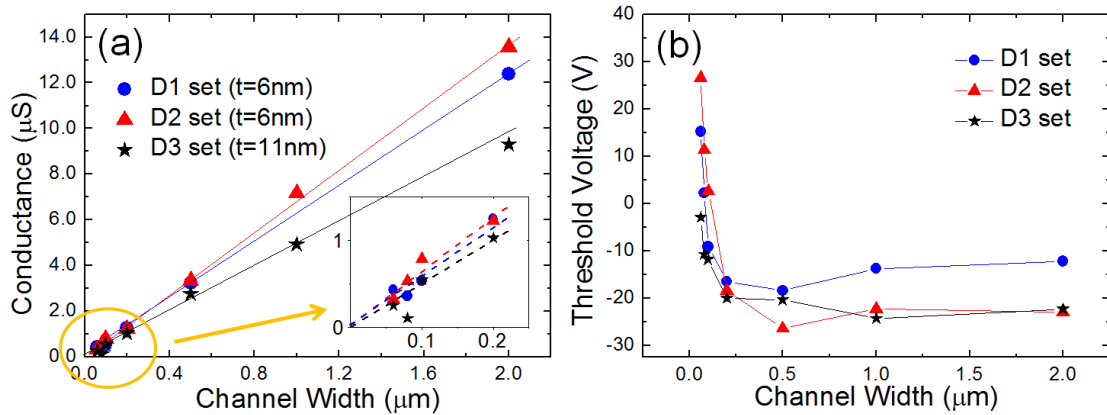 (a)
D1 set (t=6nm)
D2 set (t=6nm)
D3 set (t=11nm)
Conductance (μS)
14.0
12.0
10.0
8.0
6.0
4.0
2.0
0.0
0.0 0.4 0.8 1.2 1.6 2.0
Channel Width (μm)
1
0
0.1 0.2
(b)
D1 set
D2 set
D3 set
Threshold Voltage (V)
40
30
20
10
0
-10
-20
-30
0.0 0.5 1.0 1.5 2.0
Channel Width (μm)